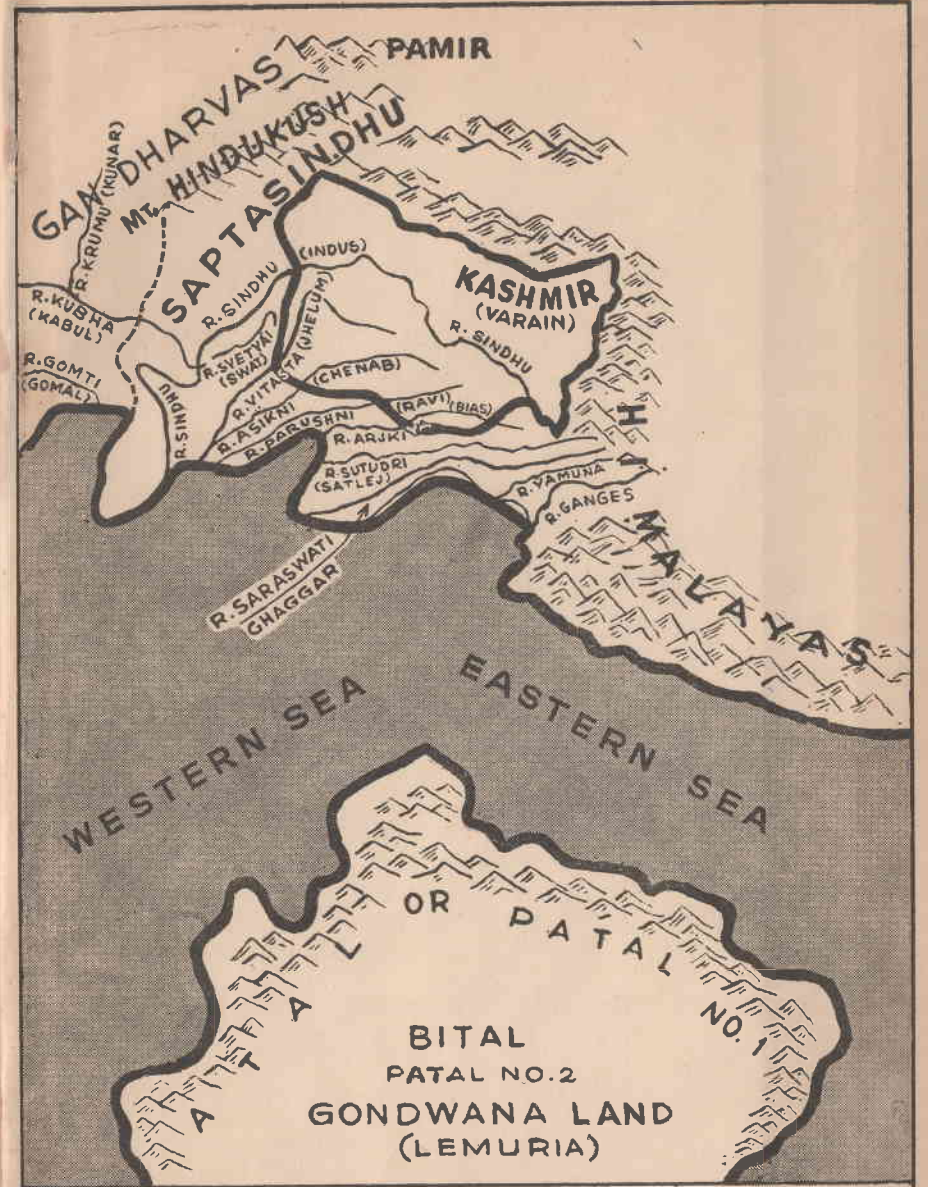 PAMIR
GANDHARVAS
MT. HINDUKUSH
SAPTASINDHU
R. KRUMU (KUNAR)
(INDUS)
R. SINDHU
KASHMIR
(VARAIN)
R. SINDHU
R. KUBHA
(KABUL)
R. SVETYAI
(SWAT)
R. VITASTA (JHELUM)
R. GOMTI
(GOMAL)
R. SINDHU
(CHENAB)
R. ASIKNI
(RAVI)
(BIAS)
R. PARUSHNI
R. ARJKI
R. SUTUDRI
(SATLEJ)
R. YAMUNA
R. GANGES
HIMALAYAS
R. SARASWATI
GHAGGAR
WESTERN SEA
EASTERN SEA
ATAL OR PATAL NO. 1
BITAL
PATAL NO. 2
GONDWANA LAND
(LEMURIA)